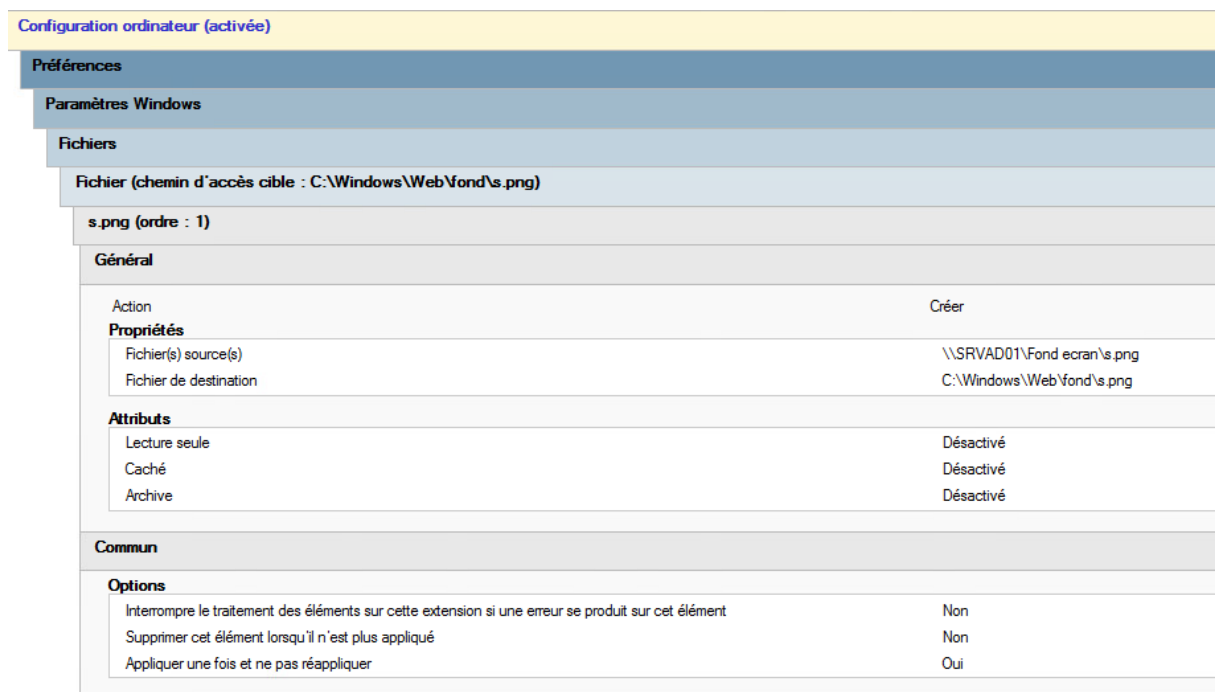 Configuration ordinateur (activée)
Préférences
Paramètres Windows
Fichiers
Fichier (chemin d'accès cible : C:\Windows\Web\fond\s.png)
s.png (ordre : 1)
Général
Action Créer
Propriétés
Fichier(s) source(s) \\SRVAD01\Fond ecran\s.png
Fichier de destination C:\Windows\Web\fond\s.png
Attributs
Lecture seule Désactivé
Caché Désactivé
Archive Désactivé
Commun
Options
Interrompre le traitement des éléments sur cette extension si une erreur se produit sur cet élément Non
Supprimer cet élément lorsqu'il n'est plus appliqué Non
Appliquer une fois et ne pas réappliquer Oui